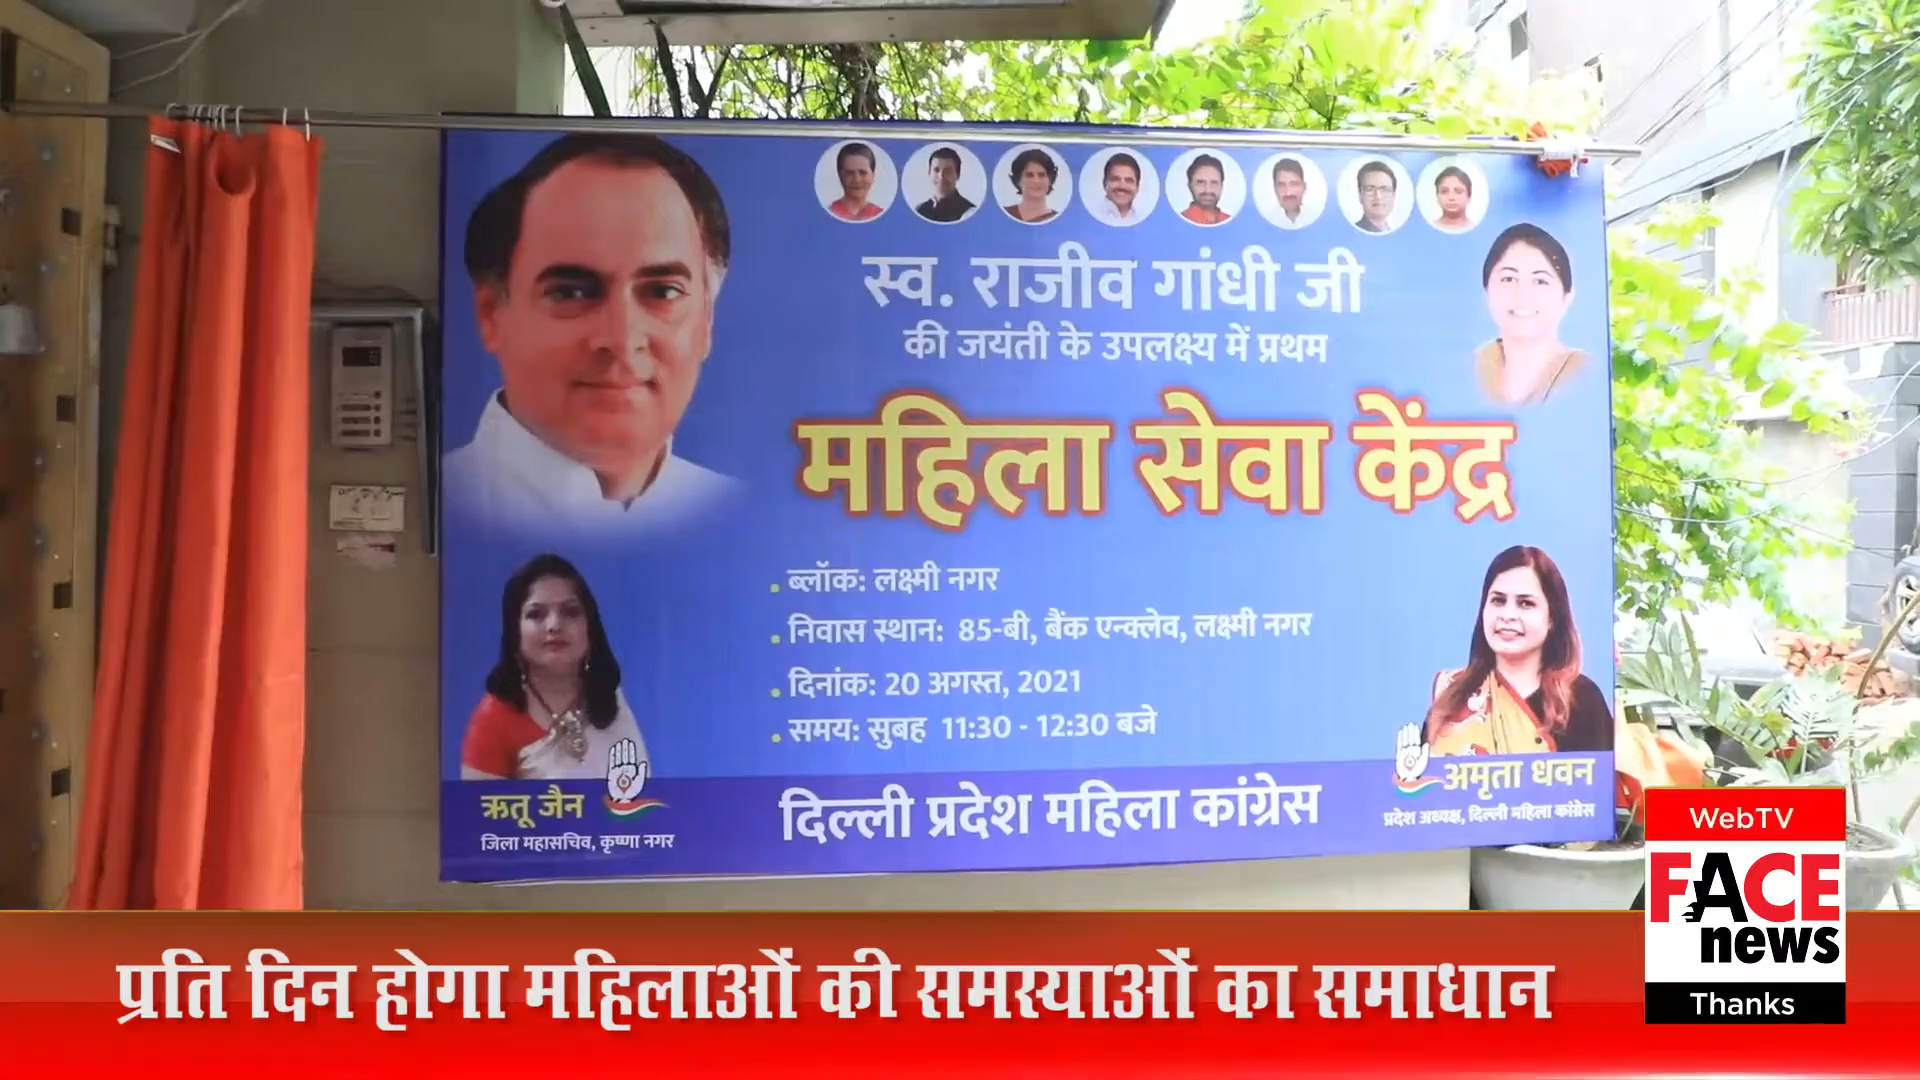 स्व. राजीव गांधी जी
की जयंती के उपलक्ष्य में प्रथम
महिला सेवा केंद्र
. ब्लॉक: लक्ष्मी नगर
. निवास स्थान: 85-बी, बैंक एन्क्लेव, लक्ष्मी नगर
. दिनांक: 20 अगस्त, 2021
. समय: सुबह 11:30 - 12:30 बजे
ऋतू जैन
जिला महासचिव, कृष्णा नगर
दिल्ली प्रदेश महिला कांग्रेस
अमृता धवन
प्रदेश अध्यक्ष, दिल्ली महिला कांग्रेस
WebTV
FACE
news
Thanks
प्रति दिन होगा महिलाओं की समस्याओं का समाधान